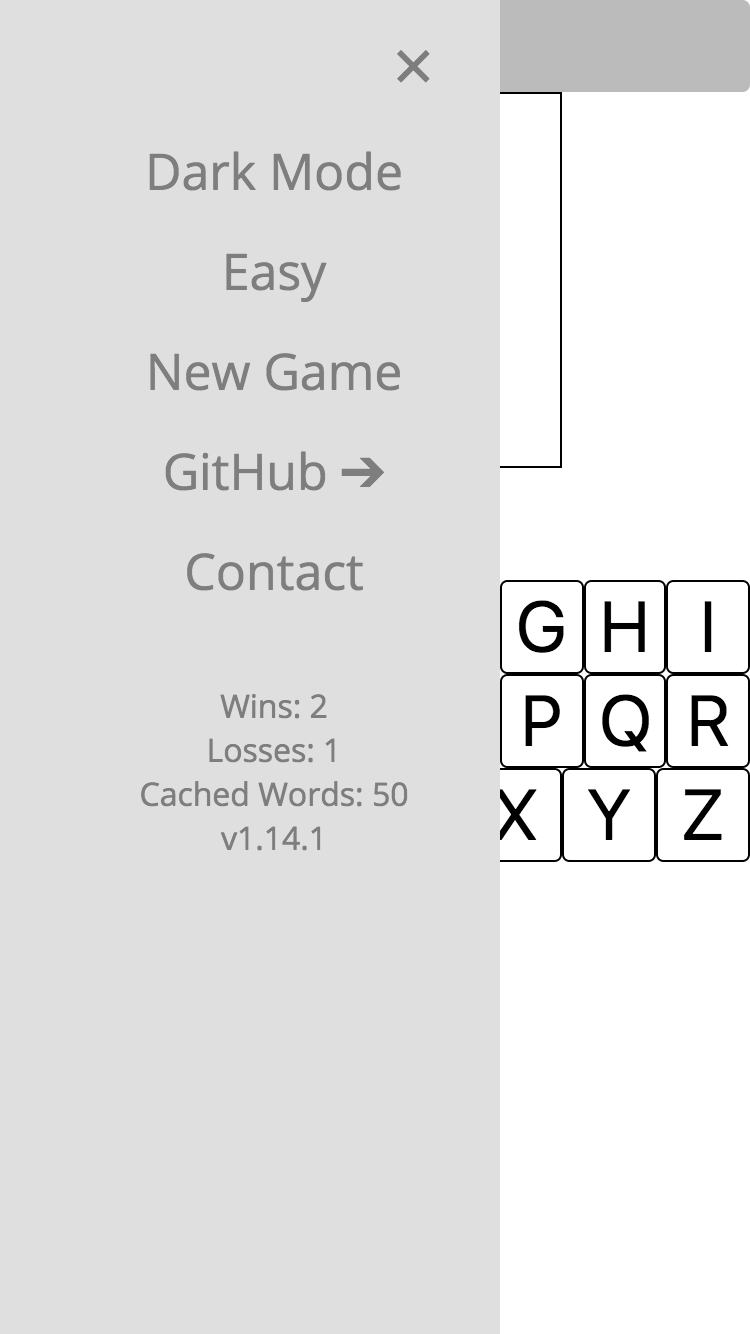 ✕
Dark Mode
Easy
New Game
GitHub ➔
Contact
Wins: 2
Losses: 1
Cached Words: 50
v1.14.1
G H I
P Q R
X Y Z